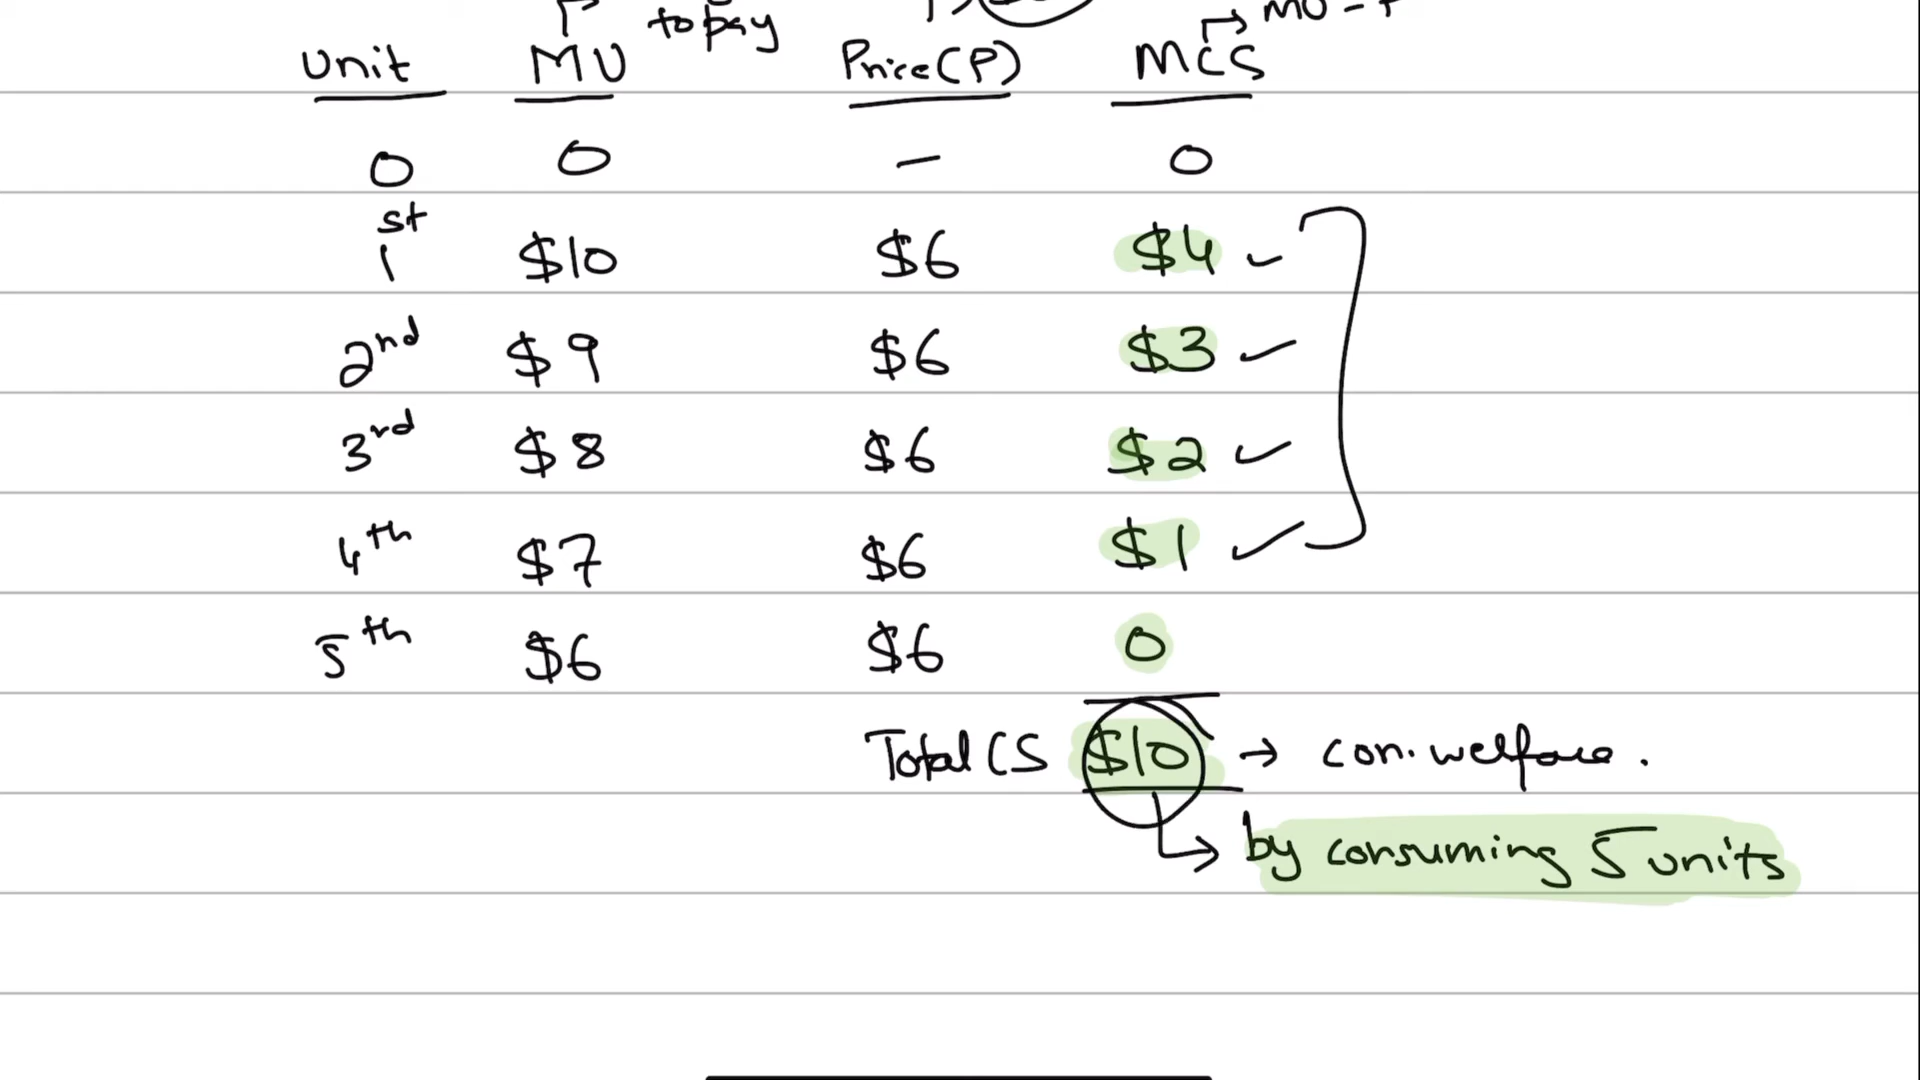 to pay
MU - P
Unit MU Price(P) MCS
0 0 - 0
1st $10 $6 $4
2nd $9 $6 $3
3rd $8 $6 $2
4th $7 $6 $1
5th $6 $6 0
Total CS $10 → con. welfare.
by consuming 5 units